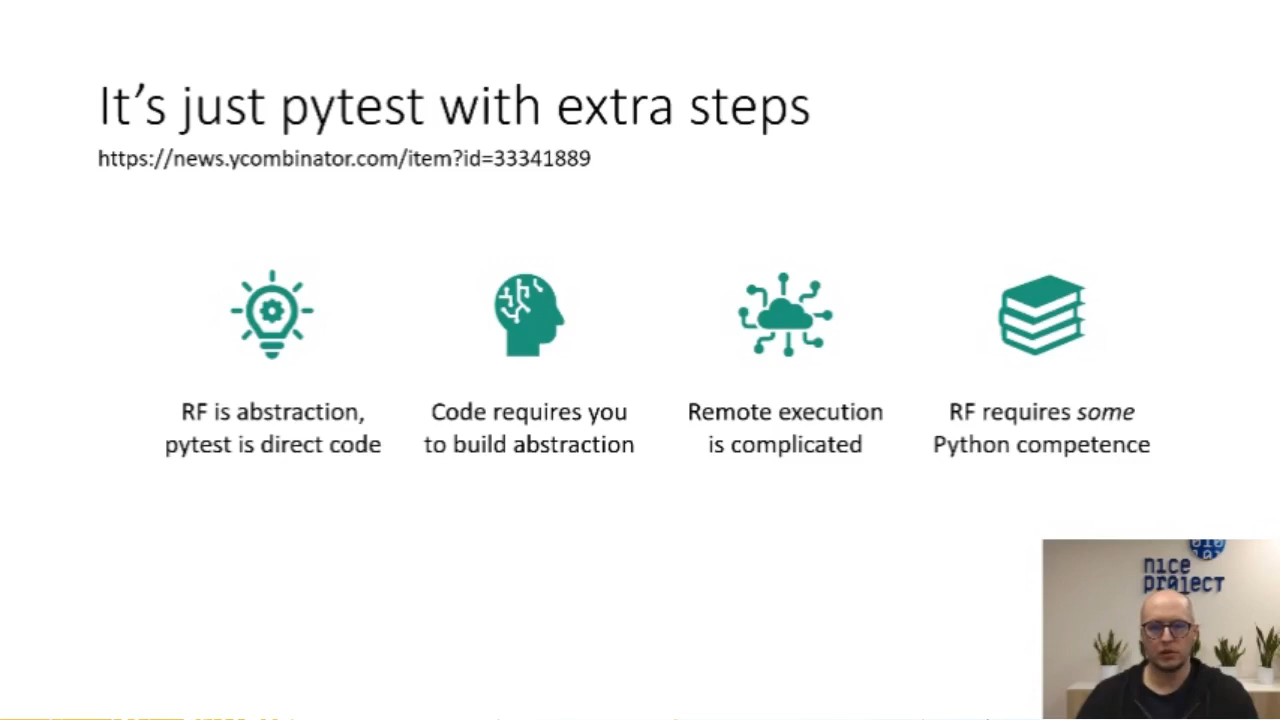 It’s just pytest with extra steps
https://news.ycombinator.com/item?id=33341889
RF is abstraction,
pytest is direct code
Code requires you
to build abstraction
Remote execution
is complicated
RF requires some
Python competence
nice
project